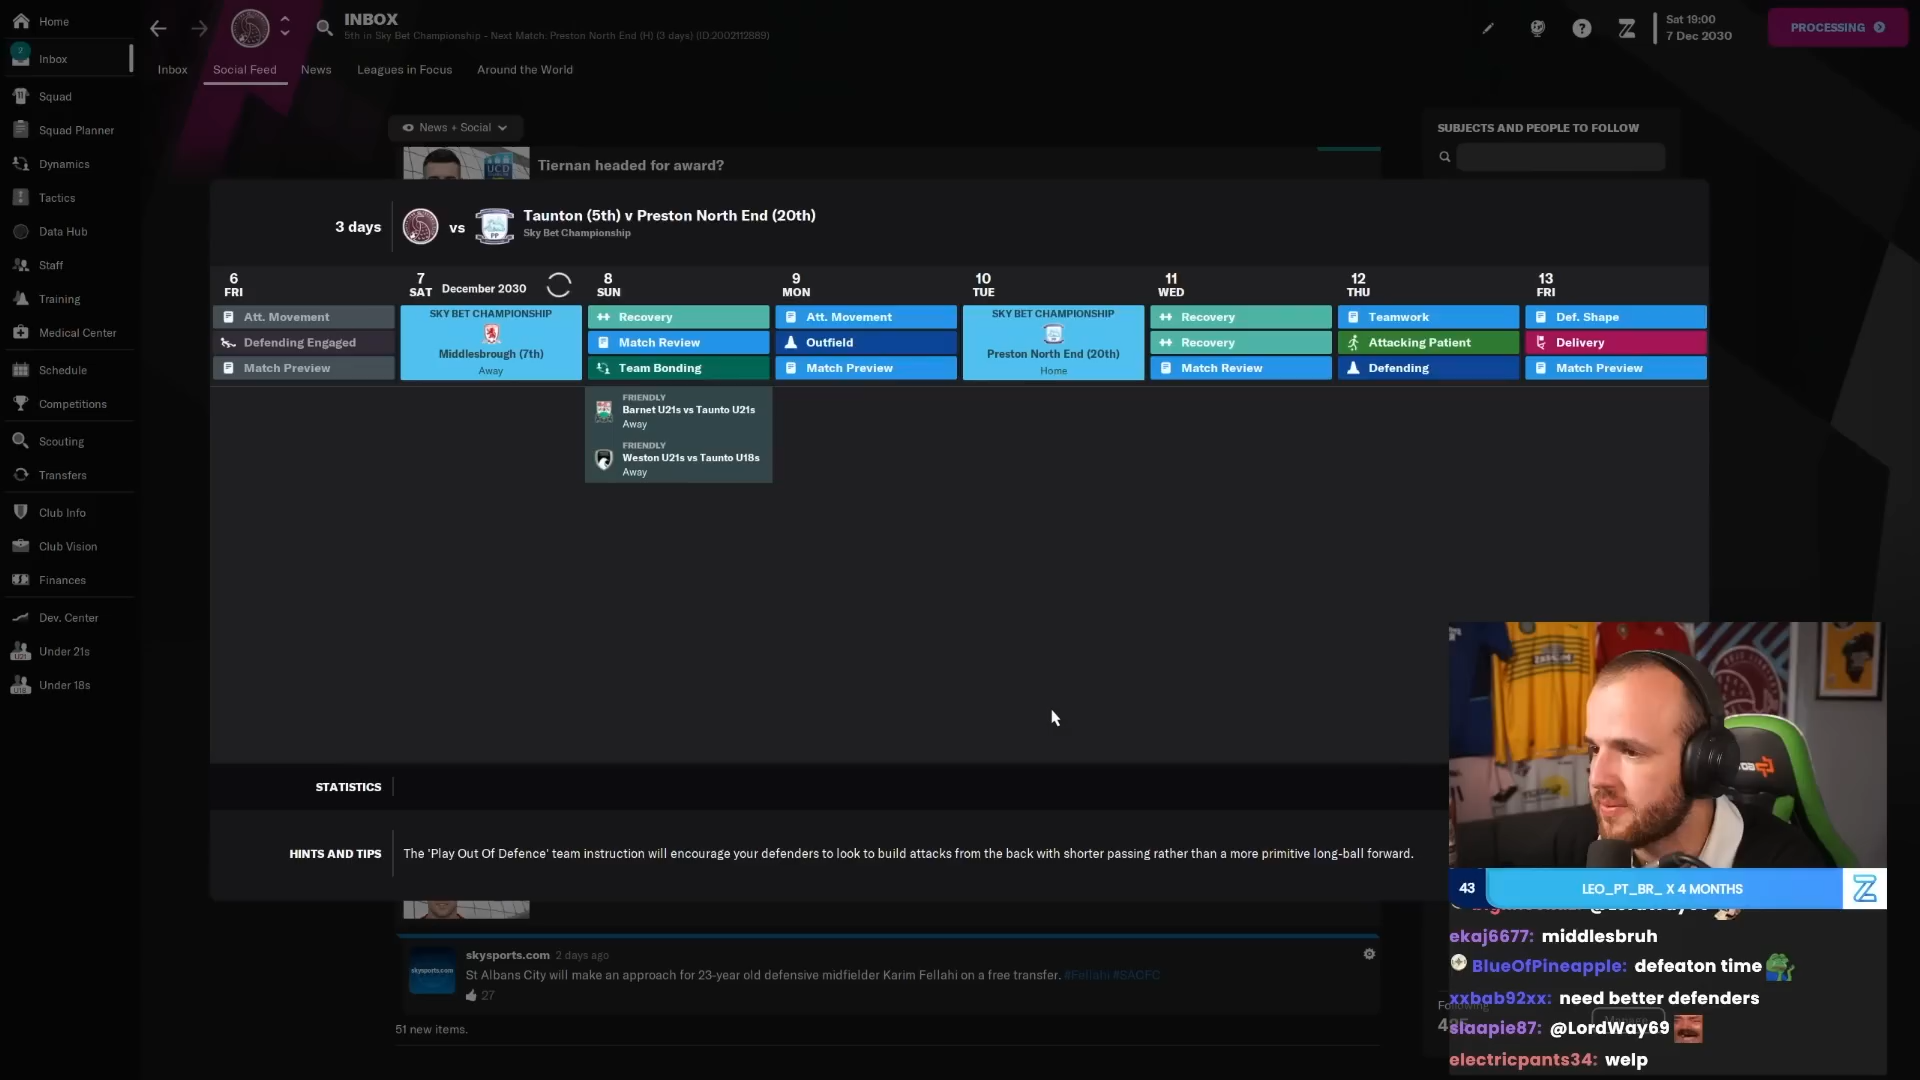 Home
INBOX
5th in Sky Bet Championship - Next Match: Preston North End (H) (3 days) (ID:2002112889)
Sat 19:00
7 Dec 2030
PROCESSING
2
Inbox
Inbox
Social Feed
News
Leagues in Focus
Around the World
Squad
Squad Planner
Dynamics
Tactics
Data Hub
Staff
Training
Medical Center
Schedule
Competitions
Scouting
Transfers
Club Info
Club Vision
Finances
Dev. Center
Under 21s
Under 18s
News + Social
SUBJECTS AND PEOPLE TO FOLLOW
UCD
Tiernan headed for award?
3 days
vs
PP
Taunton (5th) v Preston North End (20th)
Sky Bet Championship
6
FRI
7
SAT
December 2030
8
SUN
9
MON
10
TUE
11
WED
12
THU
13
FRI
Att. Movement
Defending Engaged
Match Preview
SKY BET CHAMPIONSHIP
Middlesbrough (7th)
Away
Recovery
Match Review
Team Bonding
Att. Movement
Outfield
Match Preview
SKY BET CHAMPIONSHIP
Preston North End (20th)
Home
Recovery
Recovery
Match Review
Teamwork
Attacking Patient
Defending
Def. Shape
Delivery
Match Preview
FRIENDLY
Barnet U21s vs Taunto U21s
Away
FRIENDLY
Weston U21s vs Taunto U18s
Away
STATISTICS
HINTS AND TIPS
The 'Play Out Of Defence' team instruction will encourage your defenders to look to build attacks from the back with shorter passing rather than a more primitive long-ball forward.
skysports.com
skysports.com 2 days ago
St Albans City will make an approach for 23-year old defensive midfielder Karim Fellahi on a free transfer. #Fellahi #SACFC
27
51 new items.
43
LEO_PT_BR_ X 4 MONTHS
ekaj6677: middlesbruh
BlueOfPineapple: defeaton time
xxbab92xx: need better defenders
slaapie87: @LordWay69
electricpants34: welp